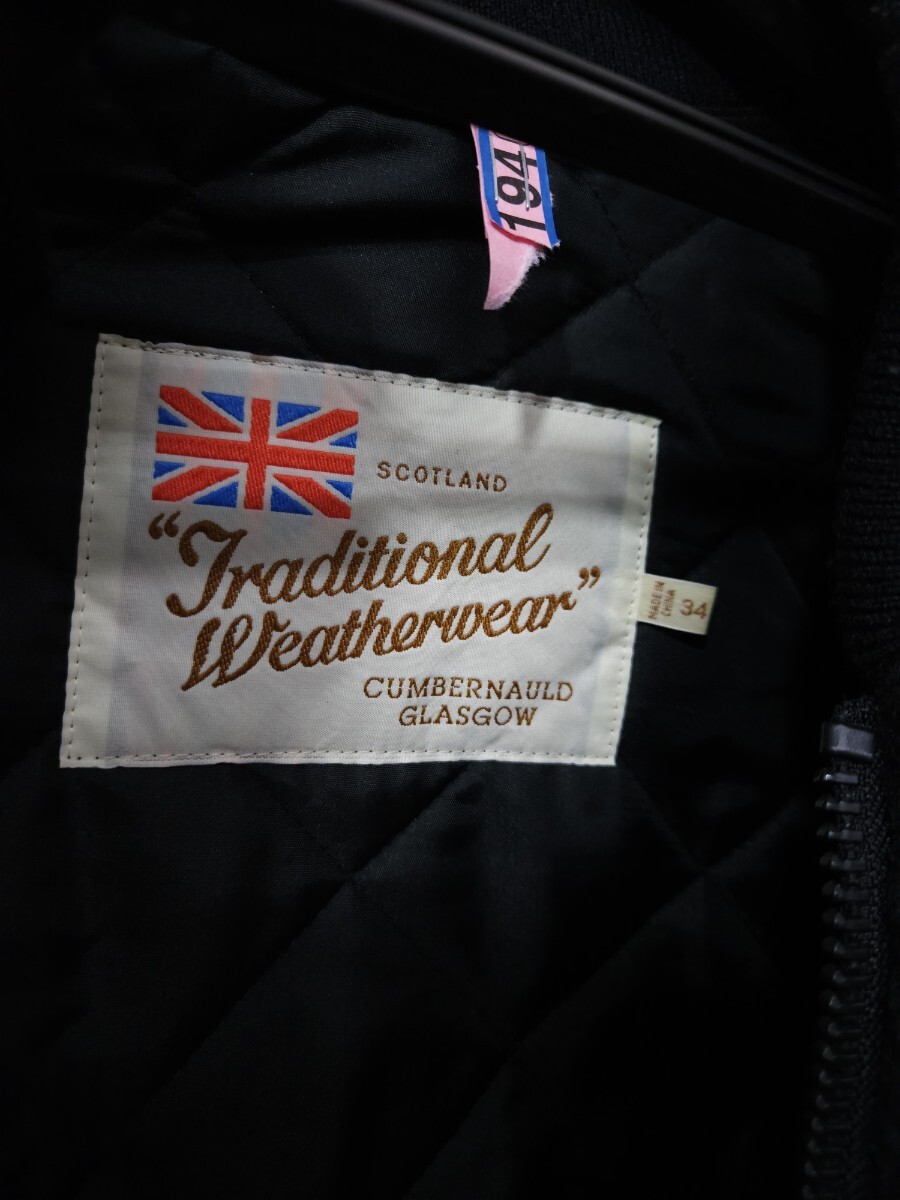 194
SCOTLAND
“Traditional
Weatherwear”
CUMBERNAULD
GLASGOW
MADE IN
CHINA
34